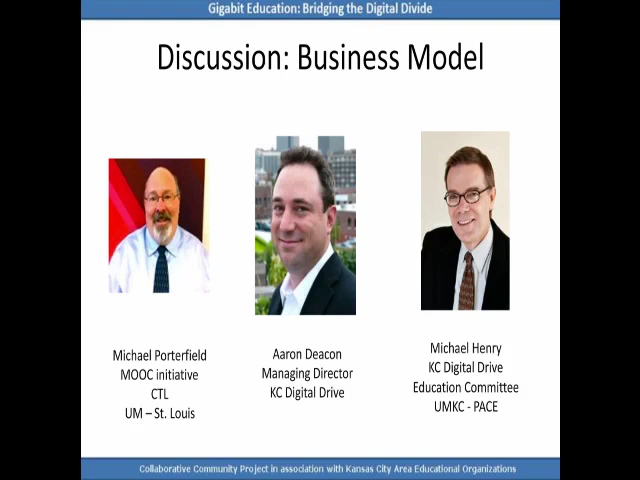 Gigabit Education: Bridging the Digital Divide
Discussion: Business Model
Michael Porterfield
MOOC initiative
CTL
UM – St. Louis
Aaron Deacon
Managing Director
KC Digital Drive
Michael Henry
KC Digital Drive
Education Committee
UMKC - PACE
Collaborative Community Project in association with Kansas City Area Educational Organizations